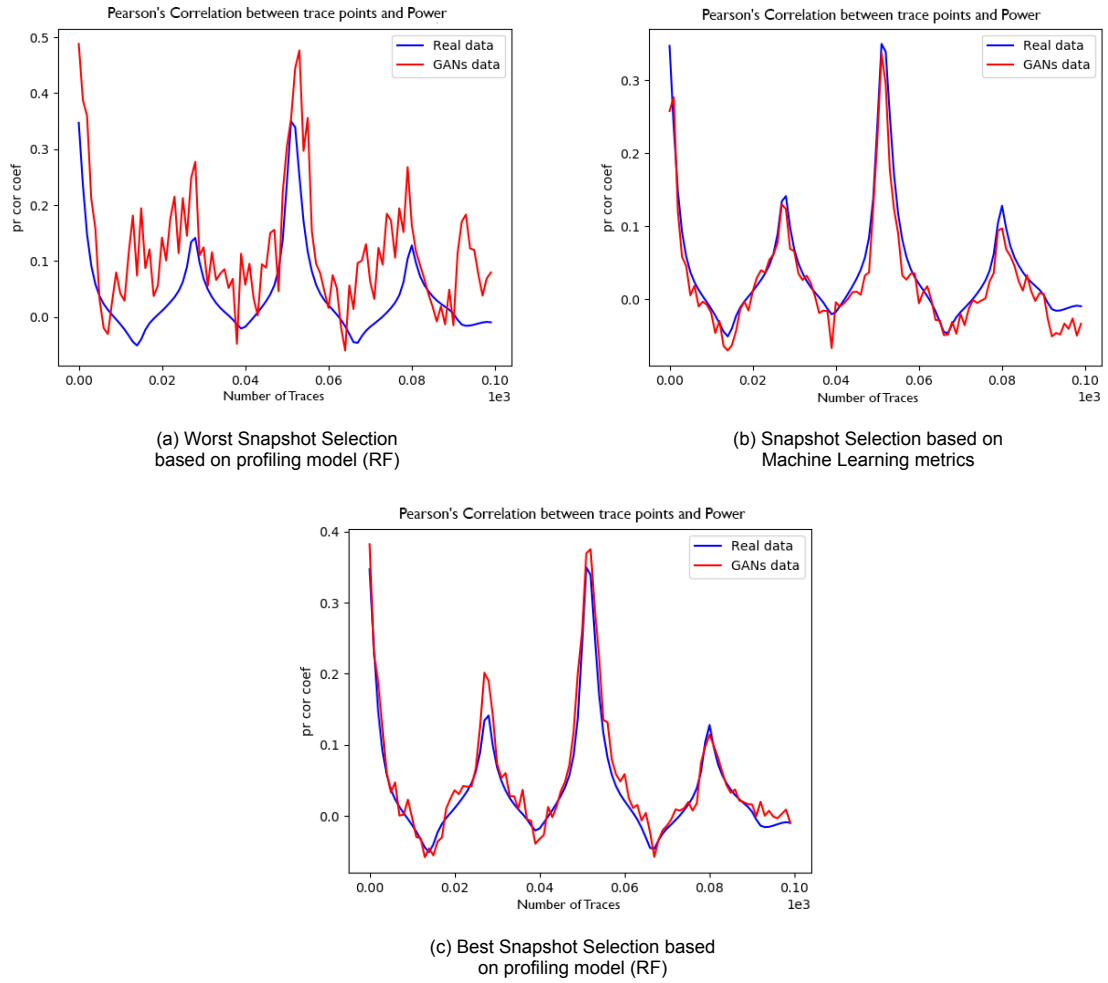 Pearson's Correlation between trace points and Power
0.5
0.4
0.3
0.2
0.1
0.0
pr cor coef
Real data
GANs data
0.00 0.02 0.04 0.06 0.08 0.10
Number of Traces
1e3
(a) Worst Snapshot Selection
based on profiling model (RF)
Pearson's Correlation between trace points and Power
0.3
0.2
0.1
0.0
pr cor coef
Real data
GANs data
0.00 0.02 0.04 0.06 0.08 0.10
Number of Traces
1e3
(b) Snapshot Selection based on
Machine Learning metrics
Pearson's Correlation between trace points and Power
0.4
0.3
0.2
0.1
0.0
pr cor coef
Real data
GANs data
0.00 0.02 0.04 0.06 0.08 0.10
Number of Traces
1e3
(c) Best Snapshot Selection based
on profiling model (RF)